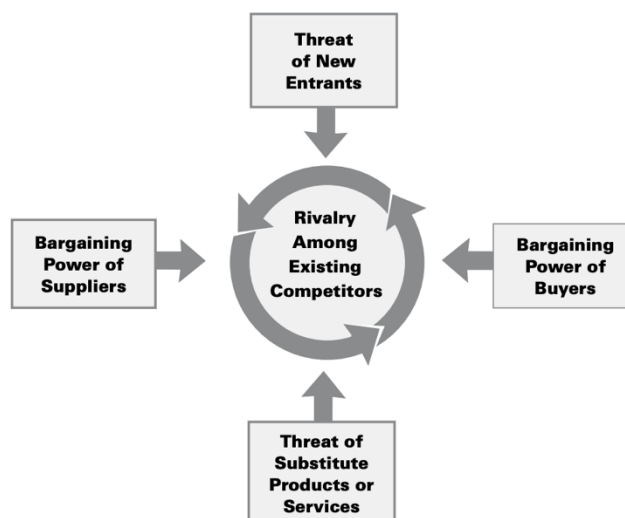 Threat
of New
Entrants
Bargaining
Power of
Suppliers
Rivalry
Among
Existing
Competitors
Bargaining
Power of
Buyers
Threat of
Substitute
Products or
Services